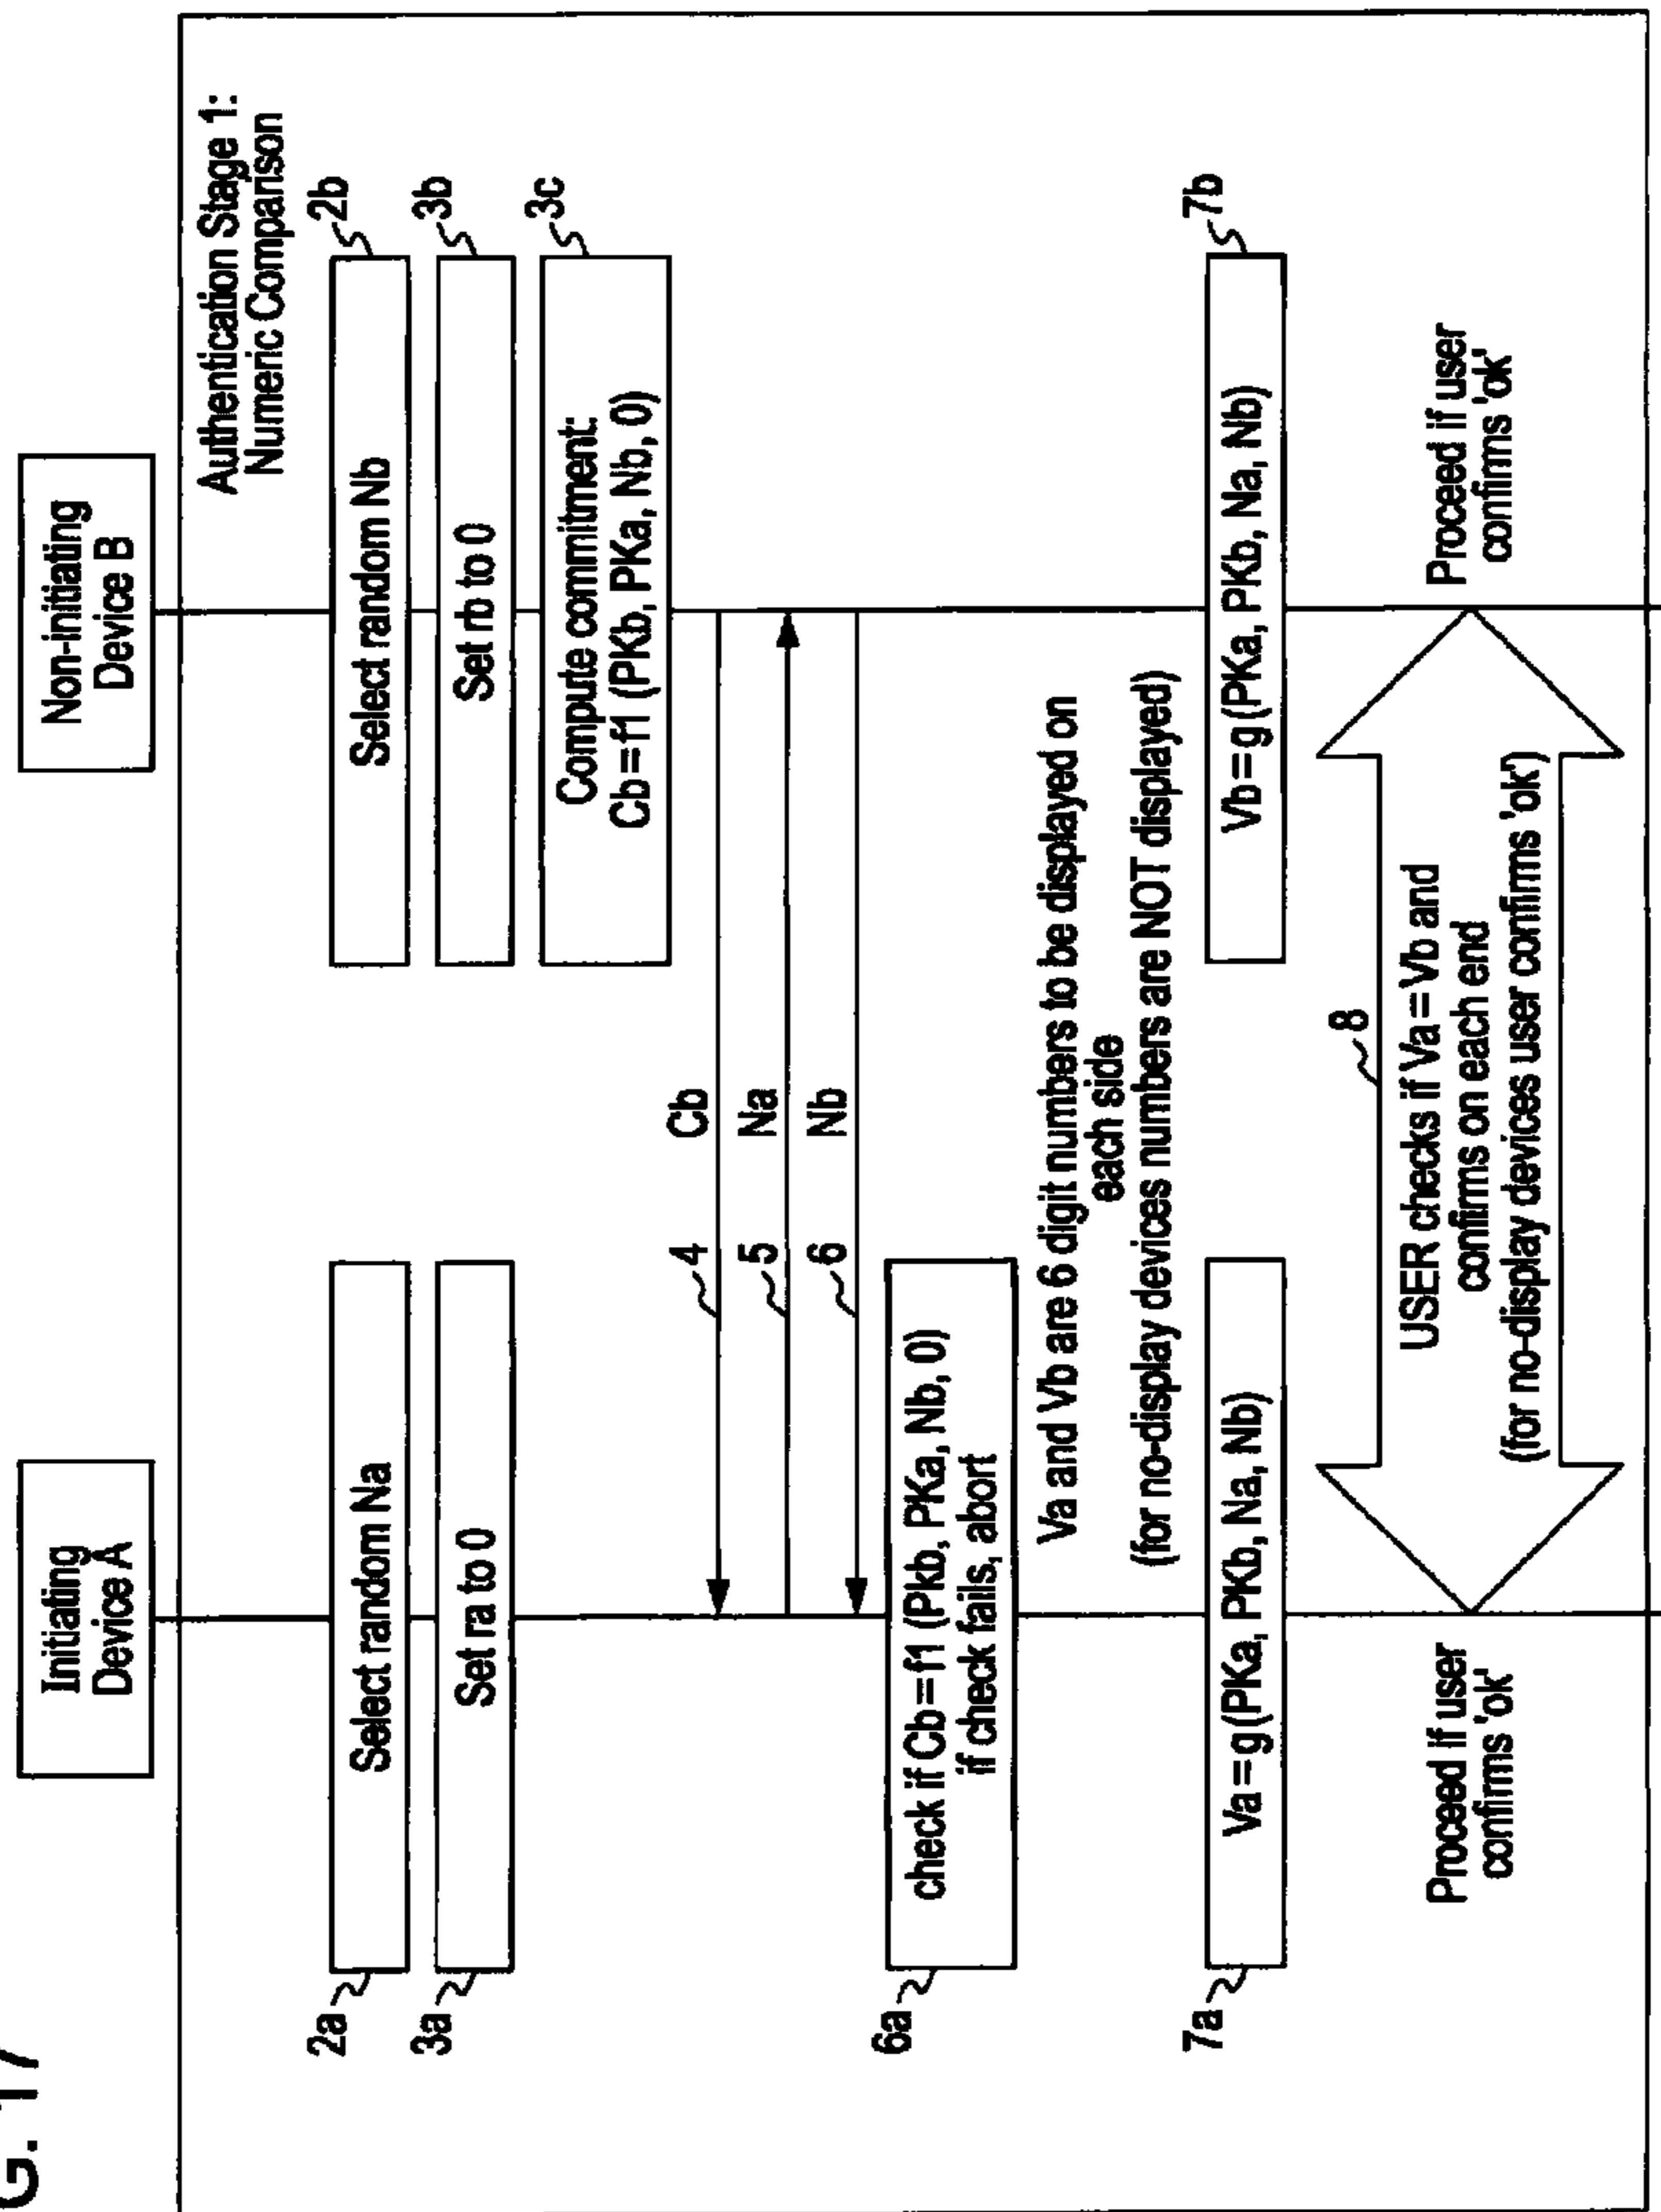 G. 17
Initiating
Device A
Non-initiating
Device B
Authentication Stage 1:
Numeric Comparison
2a
Select random Na
Select random Nb
2b
3a
Set ra to 0
Set rb to 0
3b
Compute commitment:
Cb=f1 (PKb, PKa, Nb, 0)
3c
4
Cb
5
Na
6
Nb
6a
check if Cb=f1 (Pkb, PKa, Nb, 0)
if check fails, abort
Va and Vb are 6 digit numbers to be displayed on
each side
(for no-display devices numbers are NOT displayed)
7a
Va=g(PKa, PKb, Na, Nb)
Vb=g(PKa, PKb, Na, Nb)
7b
8
USER checks if Va=Vb and
confirms on each end
(for no-display devices user confirms 'ok')
Proceed if user
confirms 'ok'
Proceed if user
confirms 'ok'